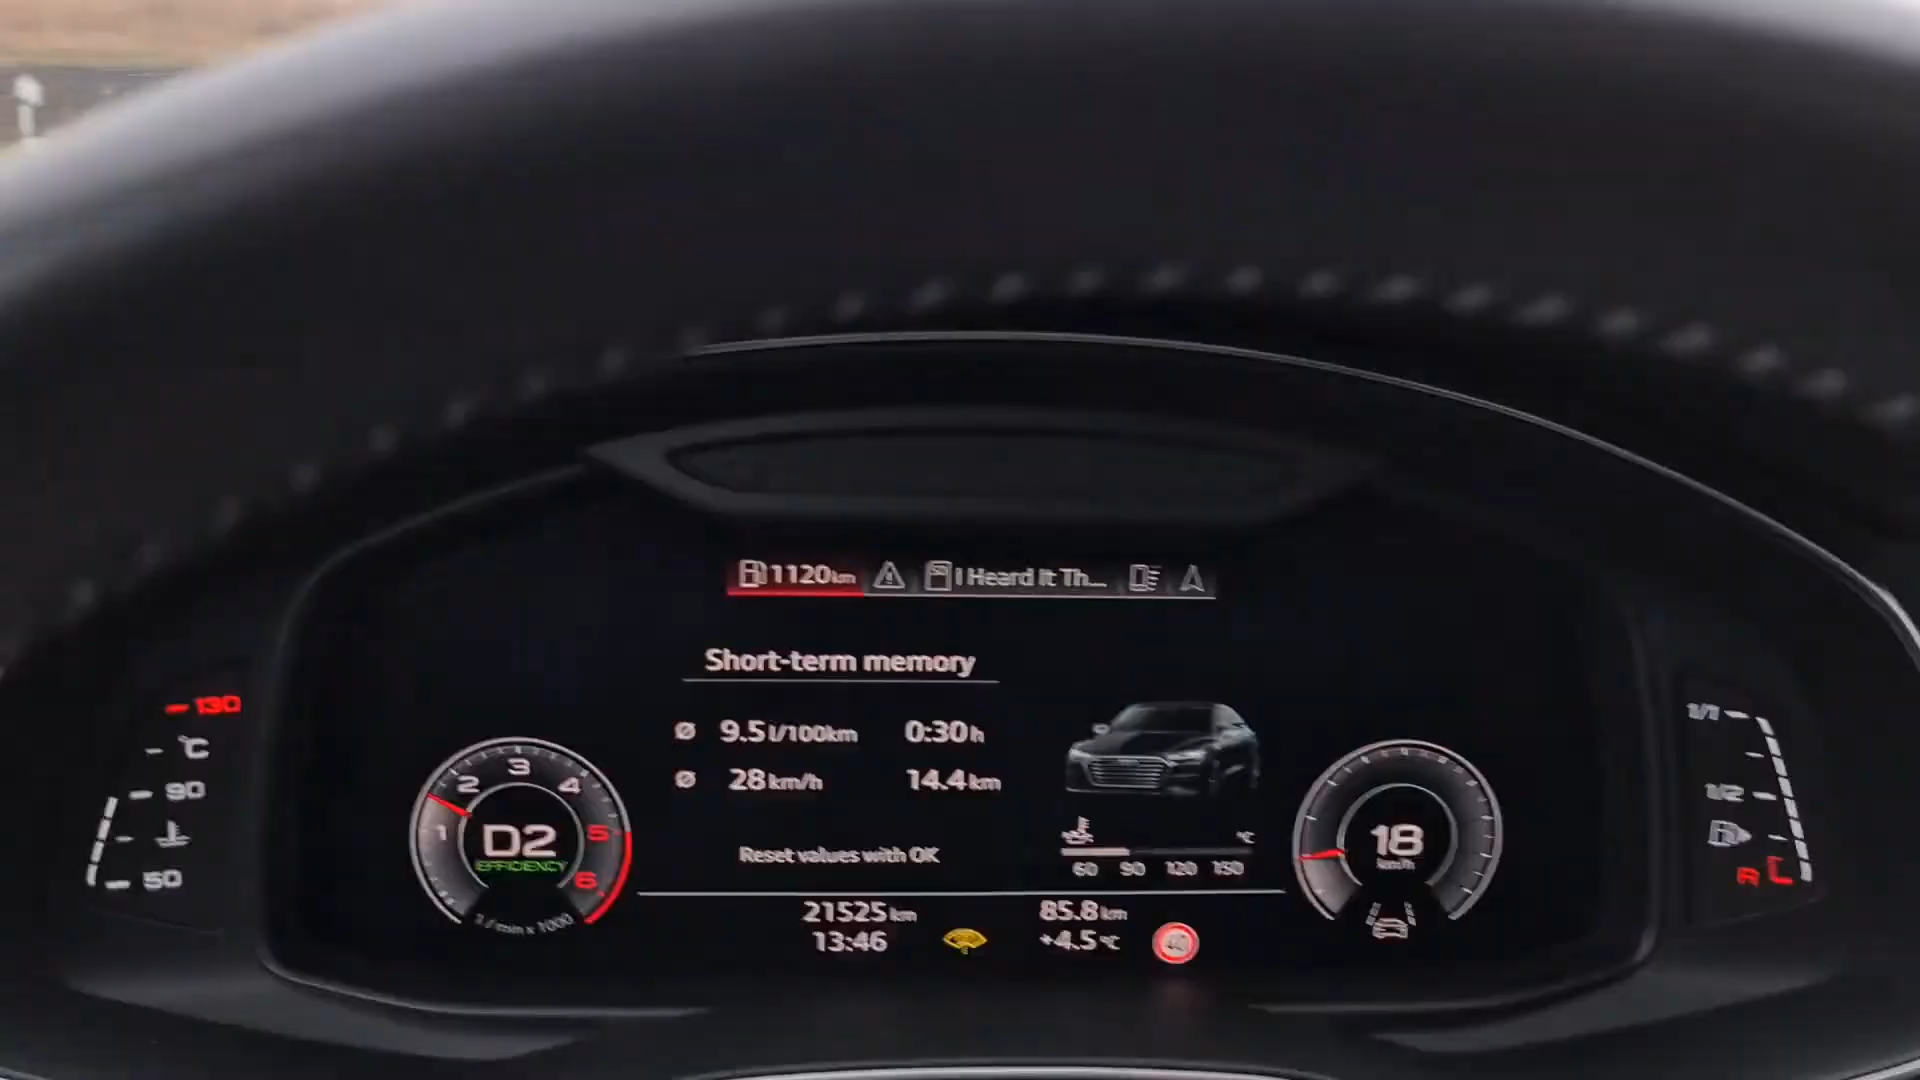 1120 km I Heard It Th...
Short-term memory
Ø 9.5 l/100km 0:30 h
Ø 28 km/h 14.4 km
Reset values with OK
130
°C
90
50
1 2 3 4 5 6
D2
EFFICIENCY
1/min x 1000
°C
60 90 120 150
18
km/h
1/1
1/2
R
21525 km 85.8 km
13:46 +4.5 °C